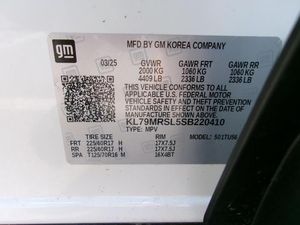 gm
MFD BY GM KOREA COMPANY
03/25
GVWR GAWR FRT GAWR RR
2000 KG 1060 KG 1060 KG
4409 LB 2336 LB 2336 LB
THIS VEHICLE CONFORMS TO ALL APPLICABLE
U.S. FEDERAL MOTOR VEHICLE SAFETY
AND THEFT PREVENTION STANDARDS
IN EFFECT ON THE DATE OF
MANUFACTURE SHOWN ABOVE.
KL79MRSL5SB220410
TYPE: MPV
TIRE SIZE RIM
FRT 225/60R17 H 17X7.5J
RR 225/60R17 H 17X7.5J
SPA T125/70R16 M 16X4BT